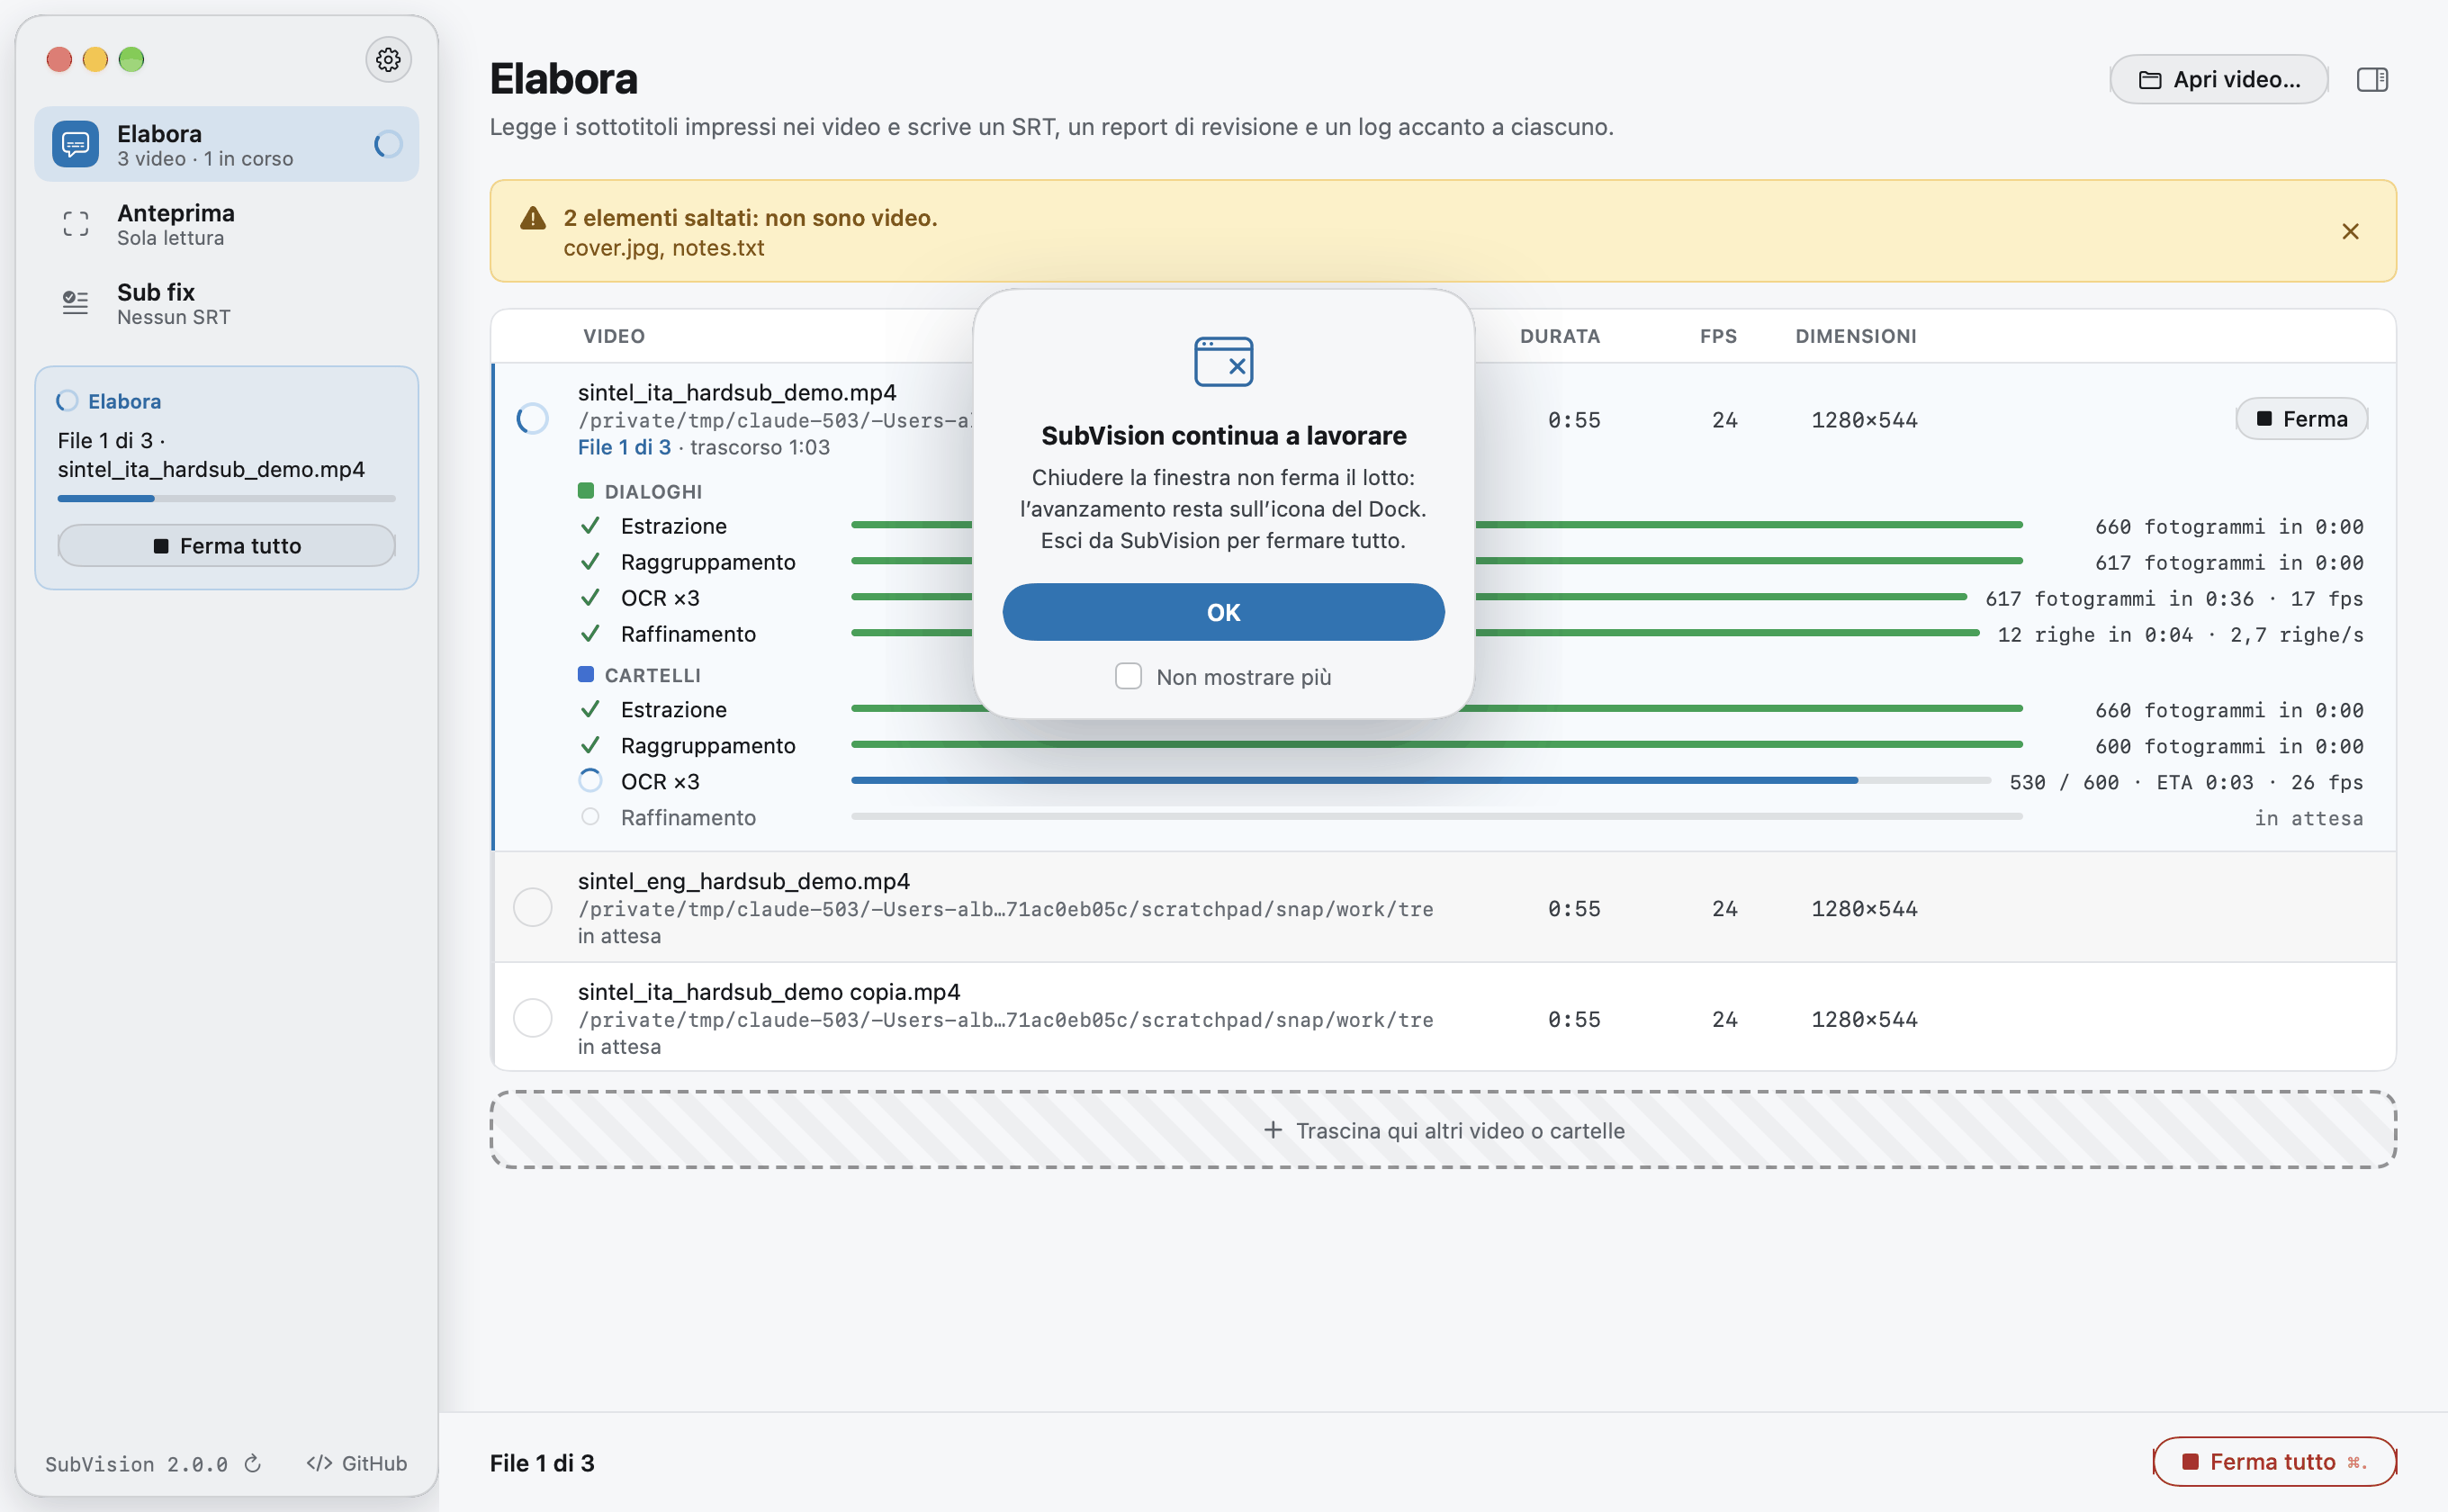 Elabora
3 video · 1 in corso
Anteprima
Sola lettura
Sub fix
Nessun SRT
Elabora
File 1 di 3 ·
sintel_ita_hardsub_demo.mp4
Ferma tutto
SubVision 2.0.0
</> GitHub
Elabora
Apri video...
Legge i sottotitoli impressi nei video e scrive un SRT, un report di revisione e un log accanto a ciascuno.
2 elementi saltati: non sono video.
cover.jpg, notes.txt
VIDEO DURATA FPS DIMENSIONI
sintel_ita_hardsub_demo.mp4
/private/tmp/claude-503/-Users-a
0:55 24 1280×544
Ferma
File 1 di 3 · trascorso 1:03
DIALOGHI
Estrazione 660 fotogrammi in 0:00
Raggruppamento 617 fotogrammi in 0:00
OCR ×3 617 fotogrammi in 0:36 · 17 fps
Raffinamento 12 righe in 0:04 · 2,7 righe/s
CARTELLI
Estrazione 660 fotogrammi in 0:00
Raggruppamento 600 fotogrammi in 0:00
OCR ×3 530 / 600 · ETA 0:03 · 26 fps
Raffinamento in attesa
SubVision continua a lavorare
Chiudere la finestra non ferma il lotto:
l’avanzamento resta sull’icona del Dock.
Esci da SubVision per fermare tutto.
OK
Non mostrare più
sintel_eng_hardsub_demo.mp4
/private/tmp/claude-503/-Users-alb…71ac0eb05c/scratchpad/snap/work/tre
0:55 24 1280×544
in attesa
sintel_ita_hardsub_demo copia.mp4
/private/tmp/claude-503/-Users-alb…71ac0eb05c/scratchpad/snap/work/tre
0:55 24 1280×544
in attesa
+ Trascina qui altri video o cartelle
File 1 di 3
Ferma tutto ⌘.